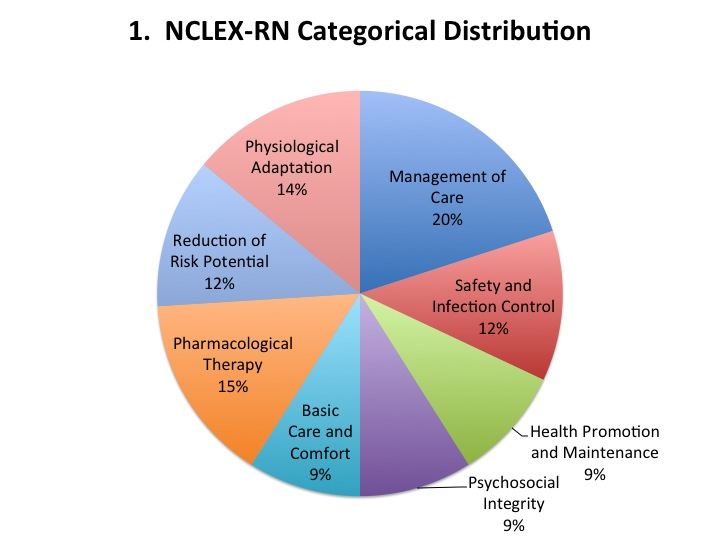 1. NCLEX-RN Categorical Distribution
Physiological
Adaptation
14%
Management of
Care
20%
Reduction of
Risk Potential
12%
Safety and
Infection Control
12%
Pharmacological
Therapy
15%
Basic
Care and
Comfort
9%
Health Promotion
and Maintenance
9%
Psychosocial
Integrity
9%